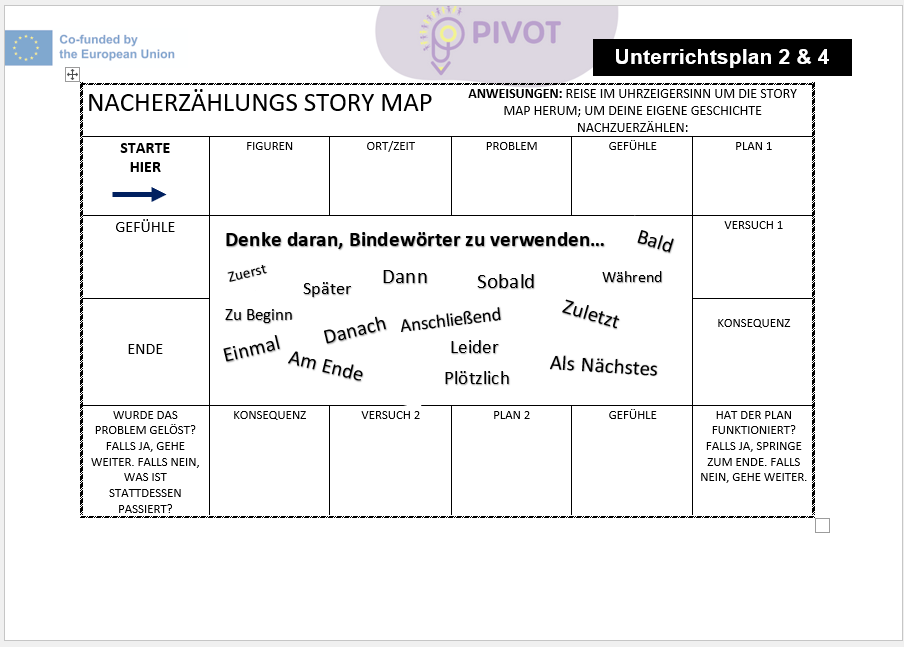 Co-funded by
the European Union
PIVOT
Unterrichtsplan 2 & 4
NACHERZÄHLUNGS STORY MAP
ANWEISUNGEN: REISE IM UHRZEIGERSINN UM DIE STORY
MAP HERUM; UM DEINE EIGENE GESCHICHTE
NACHZUERZÄHLEN:
STARTE
HIER
FIGUREN
ORT/ZEIT
PROBLEM
GEFÜHLE
PLAN 1
GEFÜHLE
Denke daran, Bindewörter zu verwenden...
Bald
VERSUCH 1
Zuerst
Später
Dann
Sobald
Während
Zu Beginn
Danach
Anschließend
Zuletzt
KONSEQUENZ
ENDE
Einmal
Am Ende
Leider
Plötzlich
Als Nächstes
WURDE DAS
PROBLEM GELÖST?
FALLS JA, GEHE
WEITER. FALLS NEIN,
WAS IST
STATTDESSEN
PASSIERT?
KONSEQUENZ
VERSUCH 2
PLAN 2
GEFÜHLE
HAT DER PLAN
FUNKTIONIERT?
FALLS JA, SPRINGE
ZUM ENDE. FALLS
NEIN, GEHE WEITER.